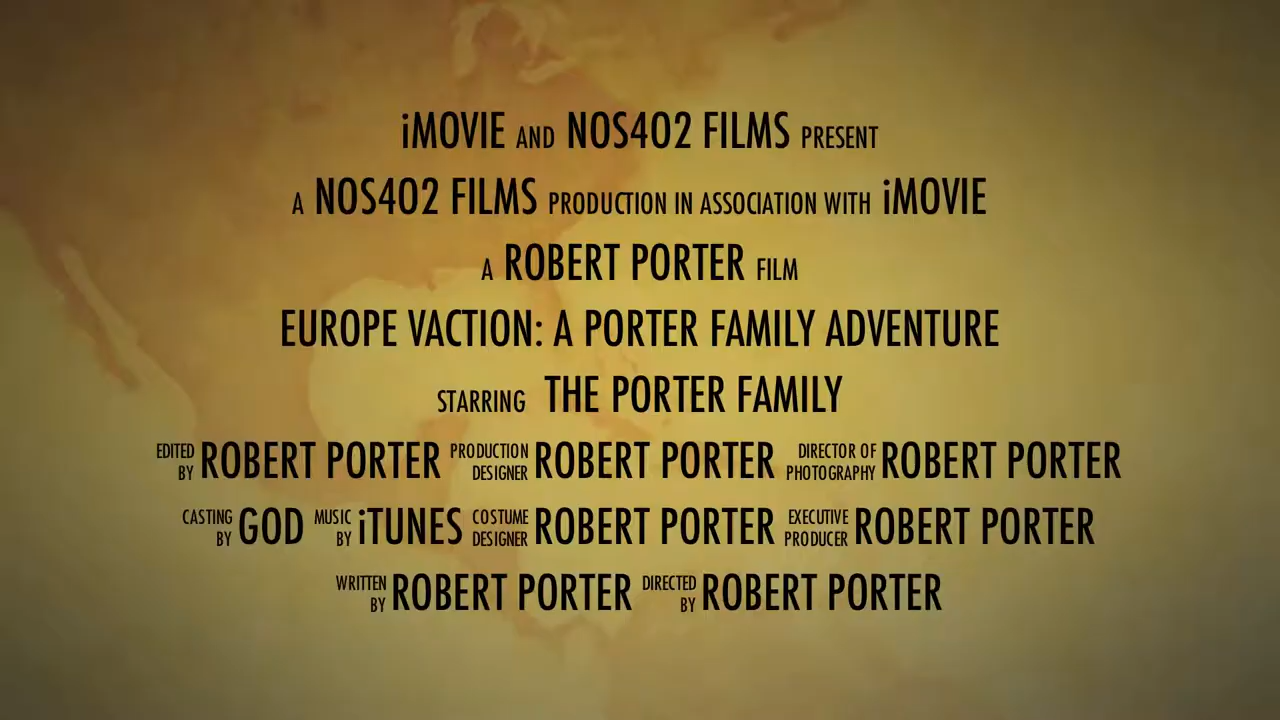 iMOVIE AND NOS402 FILMS PRESENT
A NOS402 FILMS PRODUCTION IN ASSOCIATION WITH iMOVIE
A ROBERT PORTER FILM
EUROPE VACTION: A PORTER FAMILY ADVENTURE
STARRING THE PORTER FAMILY
EDITED BY ROBERT PORTER PRODUCTION DESIGNER ROBERT PORTER DIRECTOR OF PHOTOGRAPHY ROBERT PORTER
CASTING BY GOD MUSIC BY iTUNES COSTUME DESIGNER ROBERT PORTER EXECUTIVE PRODUCER ROBERT PORTER
WRITTEN BY ROBERT PORTER DIRECTED BY ROBERT PORTER